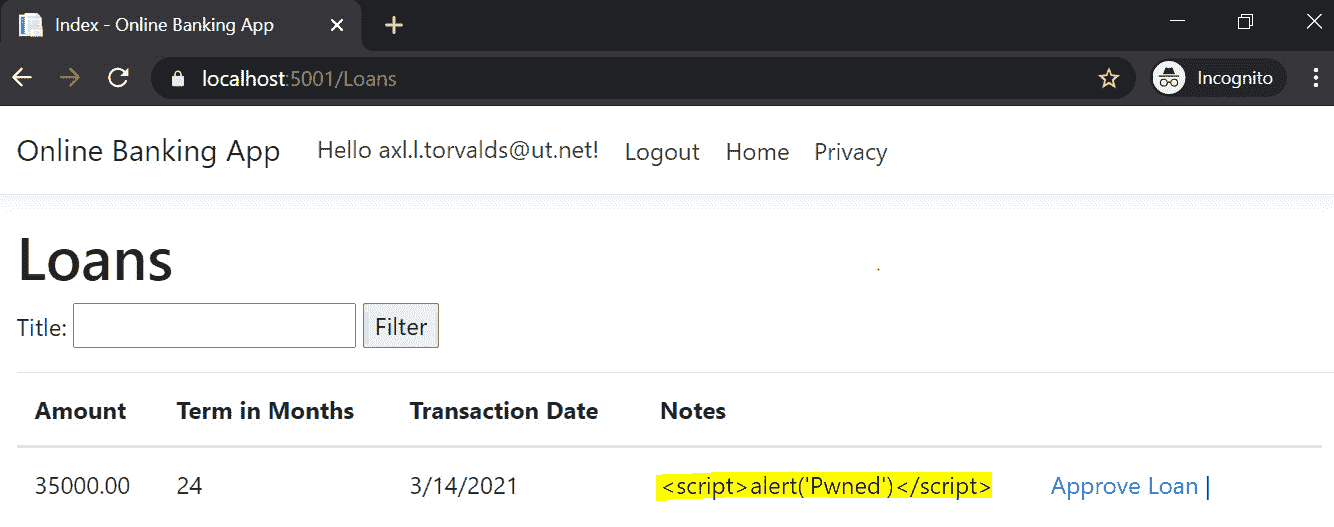 Index - Online Banking App
localhost:5001/Loans
Incognito
Online Banking App Hello axl.l.torvalds@ut.net! Logout Home Privacy
Loans
Title: Filter
Amount Term in Months Transaction Date Notes
35000.00 24 3/14/2021 <script>alert('Pwned')</script> Approve Loan |